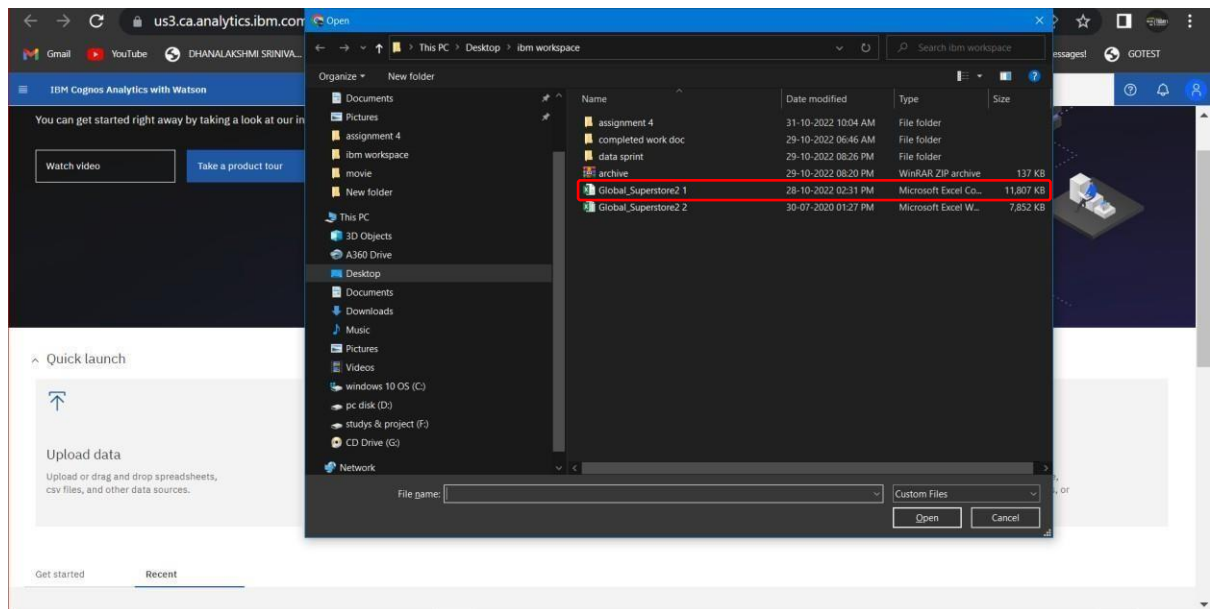 us3.ca.analytics.ibm.com
Open
This PC > Desktop > ibm workspace
Search ibm workspace
Gmail YouTube DHANALAKSHMI SRINIVA...
essages! GOTEST
Organize New folder
IBM Cognos Analytics with Watson
You can get started right away by taking a look at our in
Watch video Take a product tour
Documents
Pictures
assignment 4
ibm workspace
movie
New folder
This PC
3D Objects
A360 Drive
Desktop
Documents
Downloads
Music
Pictures
Videos
windows 10 OS (C:)
pc disk (D:)
studys & project (F:)
CD Drive (G:)
Network
Name Date modified Type Size
assignment 4 31-10-2022 10:04 AM File folder
completed work doc 29-10-2022 06:46 AM File folder
data sprint 29-10-2022 08:26 PM File folder
archive 29-10-2022 08:20 PM WinRAR ZIP archive 137 KB
Global_Superstore2 1 28-10-2022 02:31 PM Microsoft Excel Co... 11,807 KB
Global_Superstore2 2 30-07-2020 01:27 PM Microsoft Excel W... 7,852 KB
File name: Custom Files
Open Cancel
Quick launch
Upload data
Upload or drag and drop spreadsheets,
csv files, and other data sources.
, or
Get started Recent